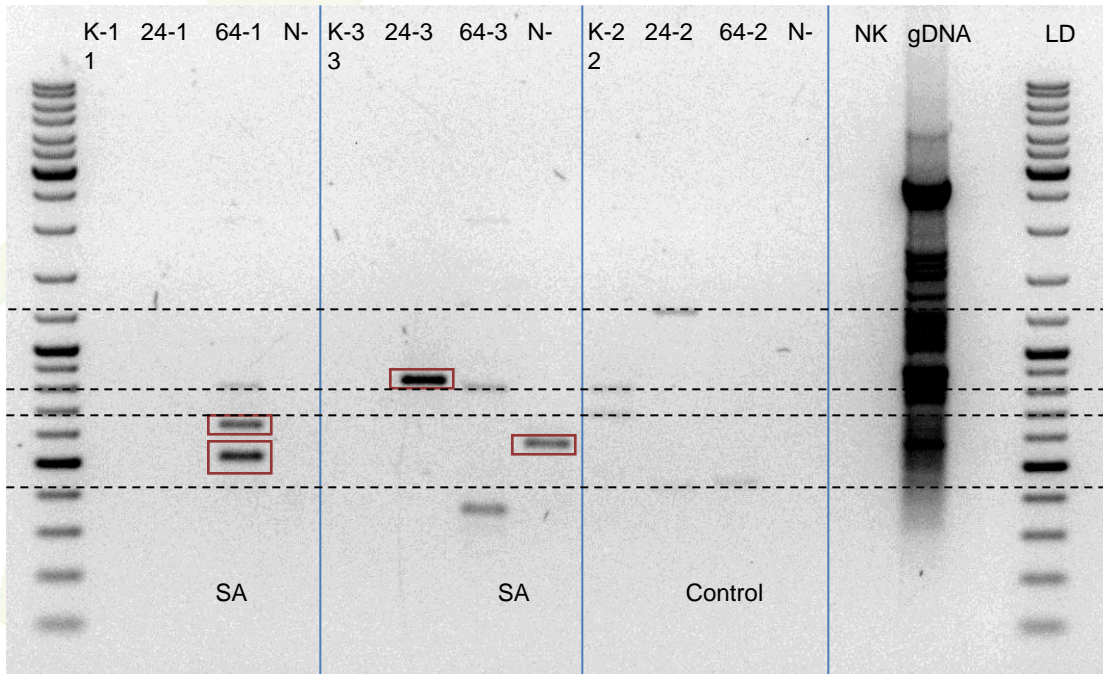 K-1 24-1 64-1 N- K-3 24-3 64-3 N- K-2 24-2 64-2 N- NK gDNA LD
1 3 2
SA SA Control